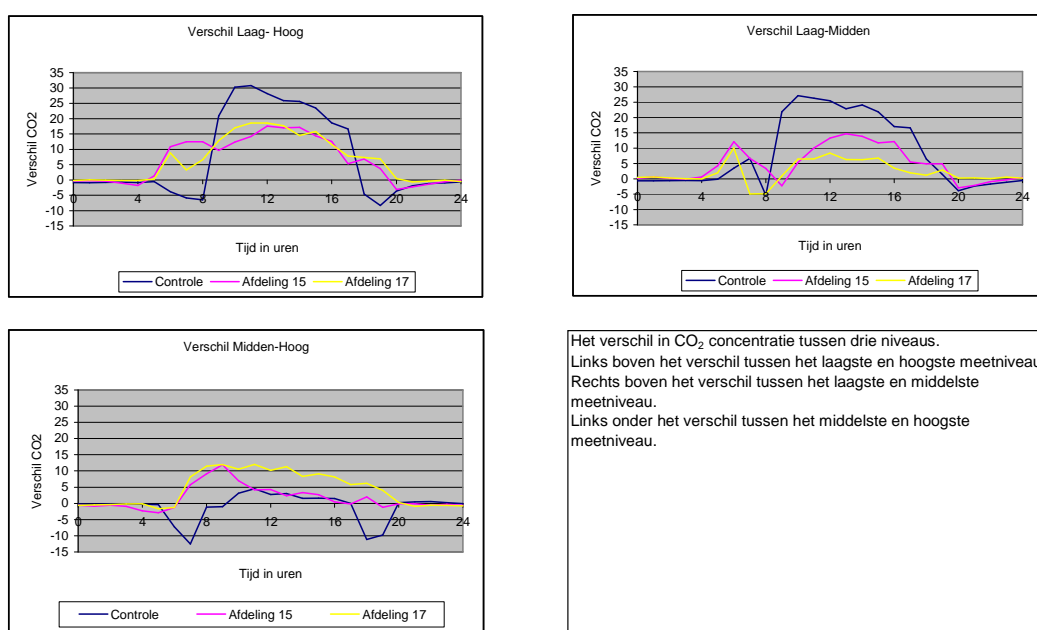 Verschil Laag- Hoog
35
30
25
20
15
10
5
0
-5
-10
-15
0 4 8 12 16 20 24
Verschil CO2
Tijd in uren
Controle Afdeling 15 Afdeling 17
Verschil Laag-Midden
35
30
25
20
15
10
5
0
-5
-10
-15
0 4 8 12 16 20 24
Verschil CO2
Tijd in uren
Controle Afdeling 15 Afdeling 17
Verschil Midden-Hoog
35
30
25
20
15
10
5
0
-5
-10
-15
0 4 8 12 16 20 24
Verschil CO2
Tijd in uren
Controle Afdeling 15 Afdeling 17
Het verschil in CO₂ concentratie tussen drie niveaus.
Links boven het verschil tussen het laagste en hoogste meetniveau
Rechts boven het verschil tussen het laagste en middelste
meetniveau.
Links onder het verschil tussen het middelste en hoogste
meetniveau.